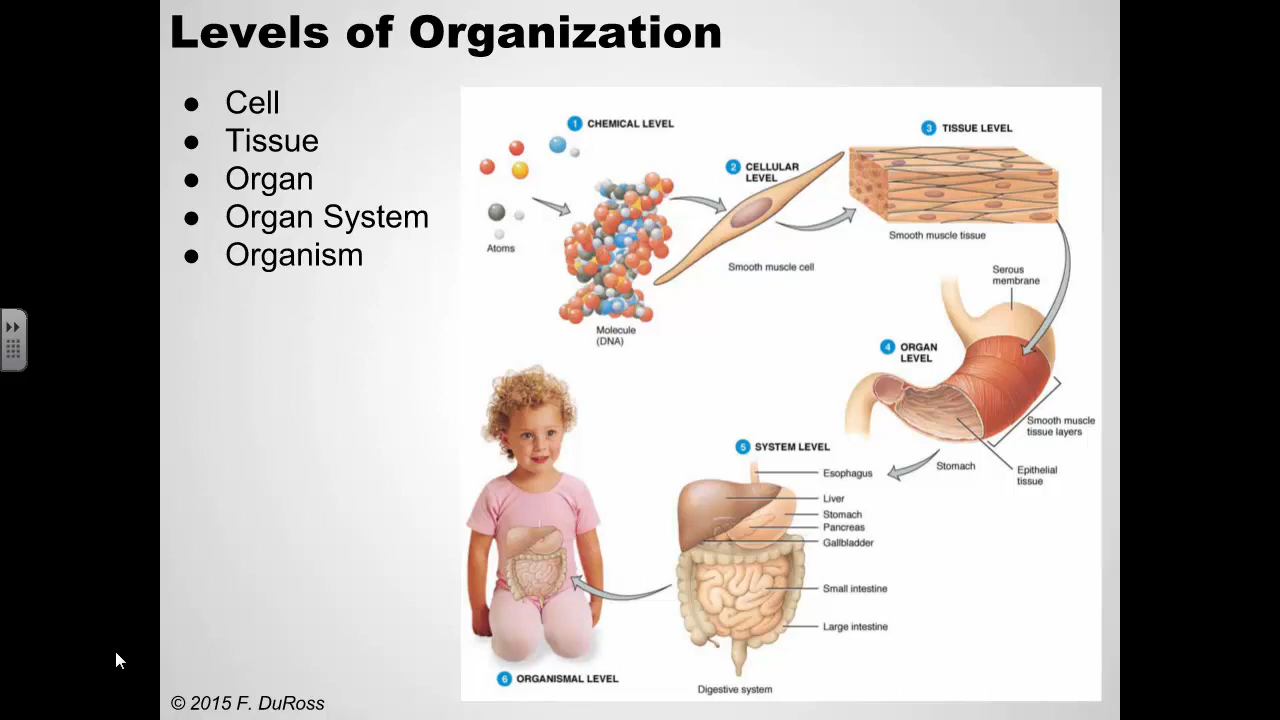 Levels of Organization
● Cell
● Tissue
● Organ
● Organ System
● Organism
1 CHEMICAL LEVEL
Atoms
Molecule
(DNA)
2 CELLULAR
LEVEL
Smooth muscle cell
3 TISSUE LEVEL
Smooth muscle tissue
4 ORGAN
LEVEL
Serous
membrane
Smooth muscle
tissue layers
Stomach
Epithelial
tissue
5 SYSTEM LEVEL
Esophagus
Liver
Stomach
Pancreas
Gallbladder
Small intestine
Large intestine
Digestive system
6 ORGANISMAL LEVEL
© 2015 F. DuRoss